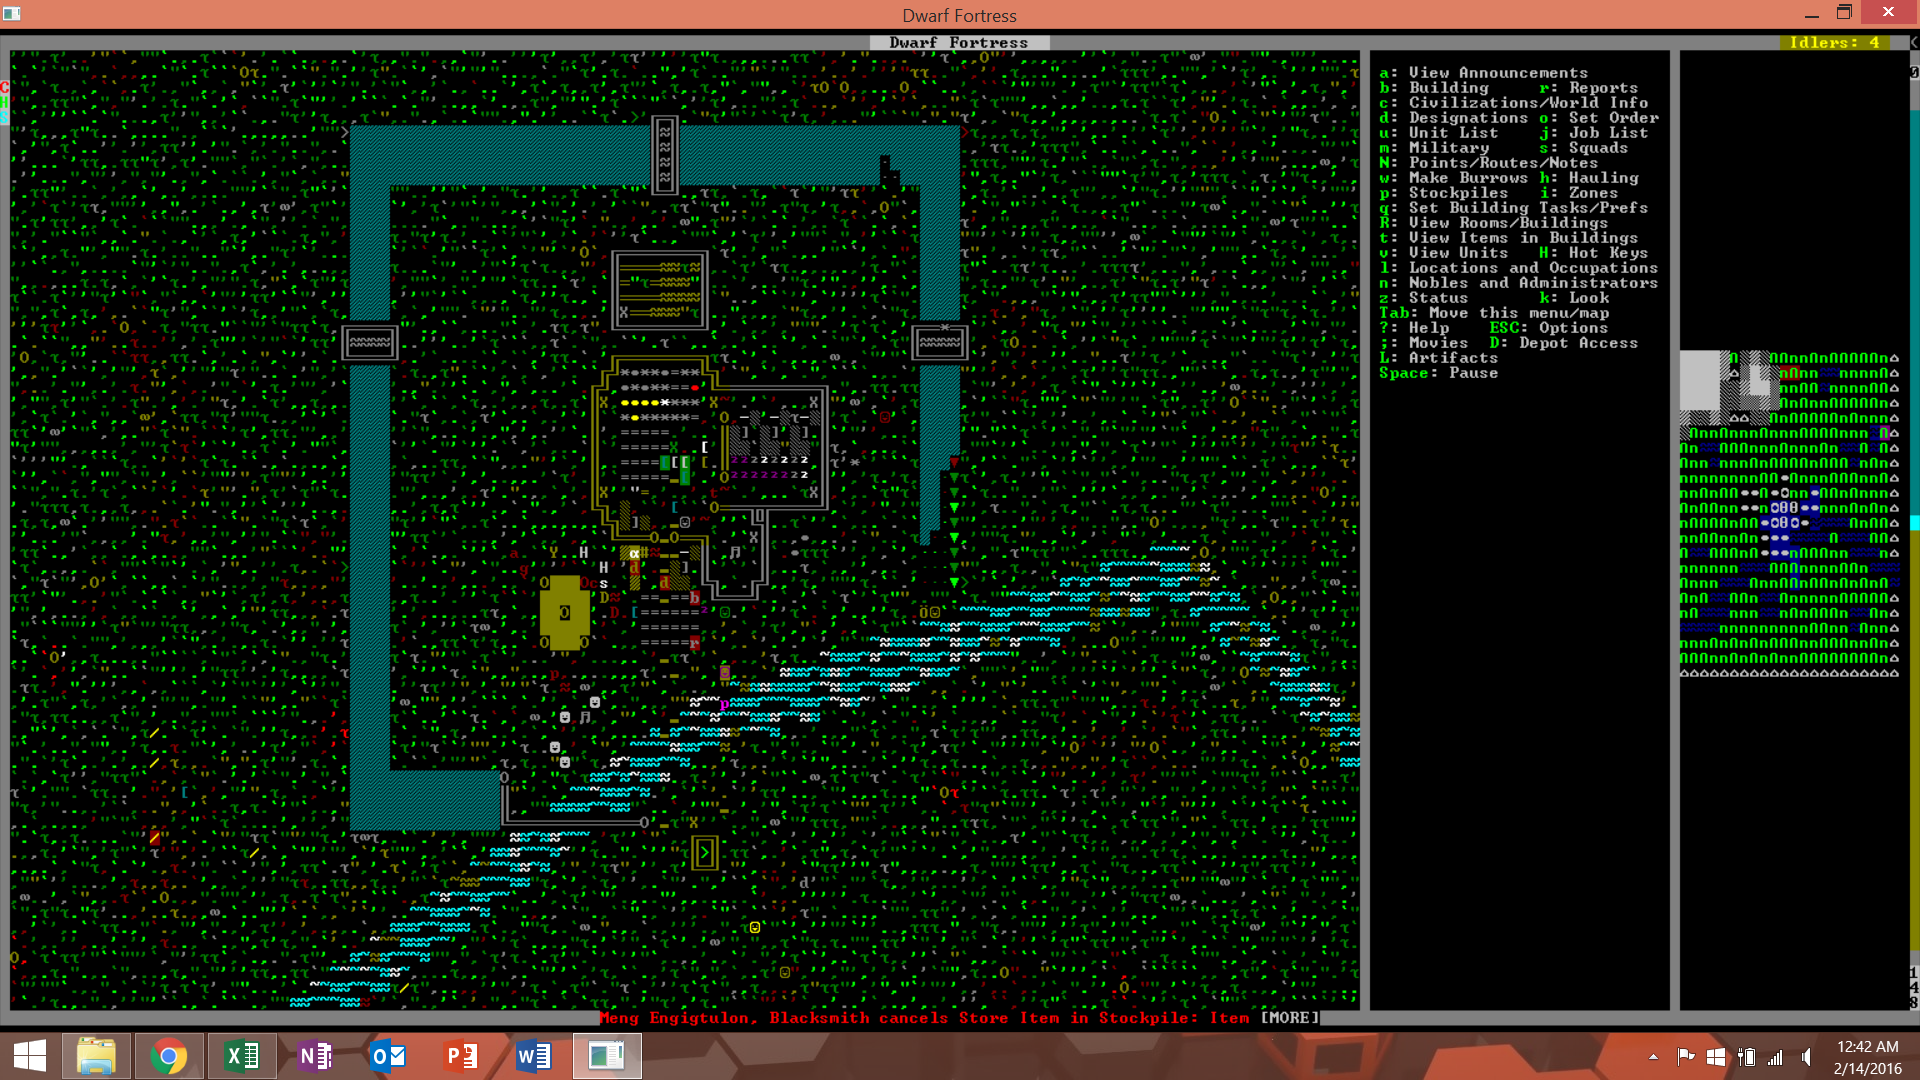 Dwarf Fortress
Dwarf Fortress
Idlers: 4
C
H
S
a: View Announcements
b: Building r: Reports
c: Civilizations/World Info
d: Designations o: Set Order
u: Unit List j: Job List
m: Military s: Squads
N: Points/Routes/Notes
w: Make Burrows h: Hauling
p: Stockpiles i: Zones
q: Set Building Tasks/Prefs
R: View Rooms/Buildings
t: View Items in Buildings
v: View Units H: Hot Keys
l: Locations and Occupations
n: Nobles and Administrators
z: Status k: Look
Tab: Move this menu/map
?: Help ESC: Options
;: Movies D: Depot Access
L: Artifacts
Space: Pause
0
1
4
8
Meng Engigtulon, Blacksmith cancels Store Item in Stockpile: Item [MORE]
12:42 AM
2/14/2016